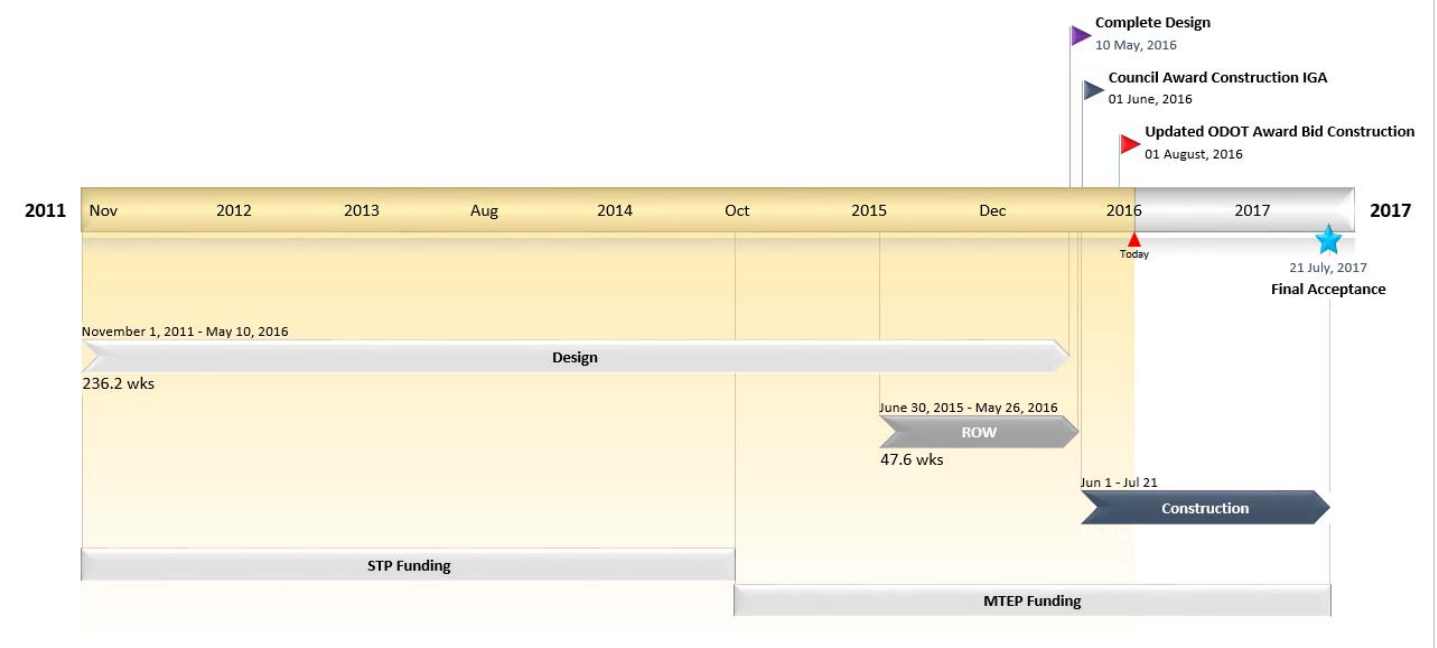 Complete Design
10 May, 2016
Council Award Construction IGA
01 June, 2016
Updated ODOT Award Bid Construction
01 August, 2016
2011 Nov 2012 2013 Aug 2014 Oct 2015 Dec 2016 2017 2017
Today
21 July, 2017
Final Acceptance
November 1, 2011 - May 10, 2016
Design
236.2 wks
June 30, 2015 - May 26, 2016
ROW
47.6 wks
Jun 1 - Jul 21
Construction
STP Funding
MTEP Funding